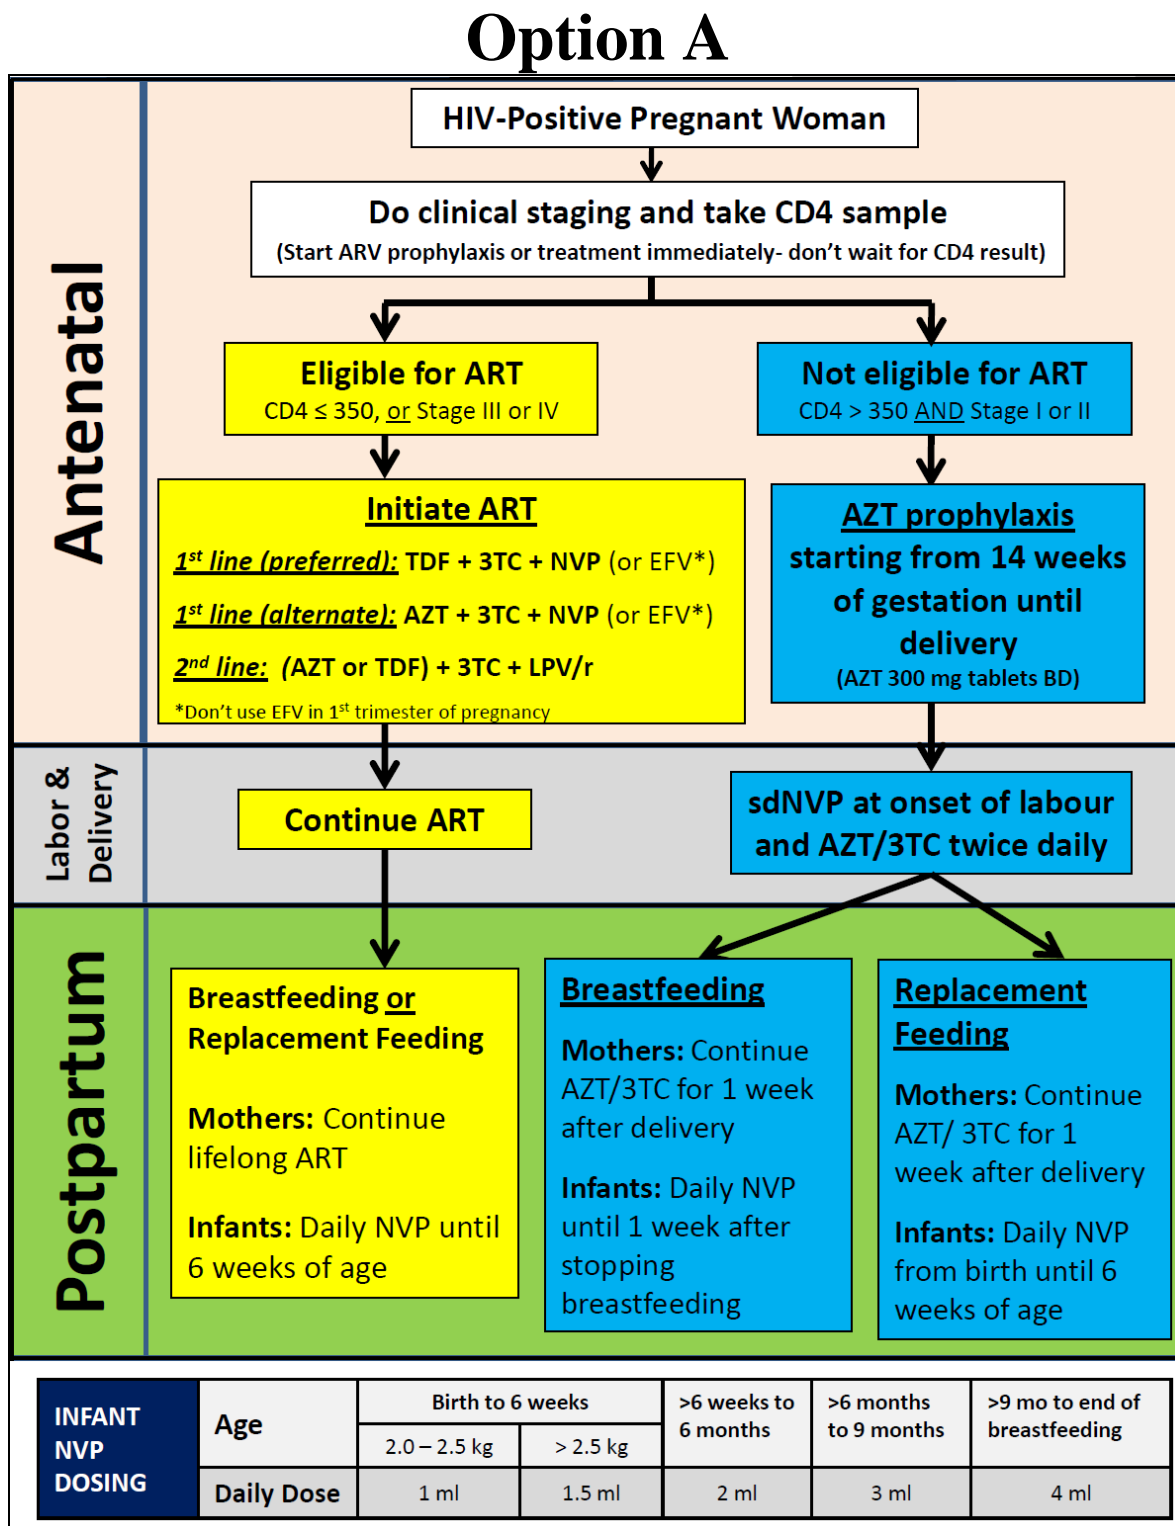 Option A
Antenatal
HIV-Positive Pregnant Woman
Do clinical staging and take CD4 sample
(Start ARV prophylaxis or treatment immediately- don’t wait for CD4 result)
Eligible for ART
CD4 ≤ 350, or Stage III or IV
Not eligible for ART
CD4 > 350 AND Stage I or II
Initiate ART
1st line (preferred): TDF + 3TC + NVP (or EFV*)
1st line (alternate): AZT + 3TC + NVP (or EFV*)
2nd line: (AZT or TDF) + 3TC + LPV/r
*Don’t use EFV in 1st trimester of pregnancy
AZT prophylaxis
starting from 14 weeks
of gestation until
delivery
(AZT 300 mg tablets BD)
Labor &
Delivery
Continue ART
sdNVP at onset of labour
and AZT/3TC twice daily
Postpartum
Breastfeeding or
Replacement Feeding
Mothers: Continue
lifelong ART
Infants: Daily NVP until
6 weeks of age
Breastfeeding
Mothers: Continue
AZT/3TC for 1 week
after delivery
Infants: Daily NVP
until 1 week after
stopping
breastfeeding
Replacement
Feeding
Mothers: Continue
AZT/ 3TC for 1
week after delivery
Infants: Daily NVP
from birth until 6
weeks of age
INFANT
NVP
DOSING
Age
Birth to 6 weeks
2.0 – 2.5 kg
> 2.5 kg
>6 weeks to
6 months
>6 months
to 9 months
>9 mo to end of
breastfeeding
Daily Dose
1 ml
1.5 ml
2 ml
3 ml
4 ml